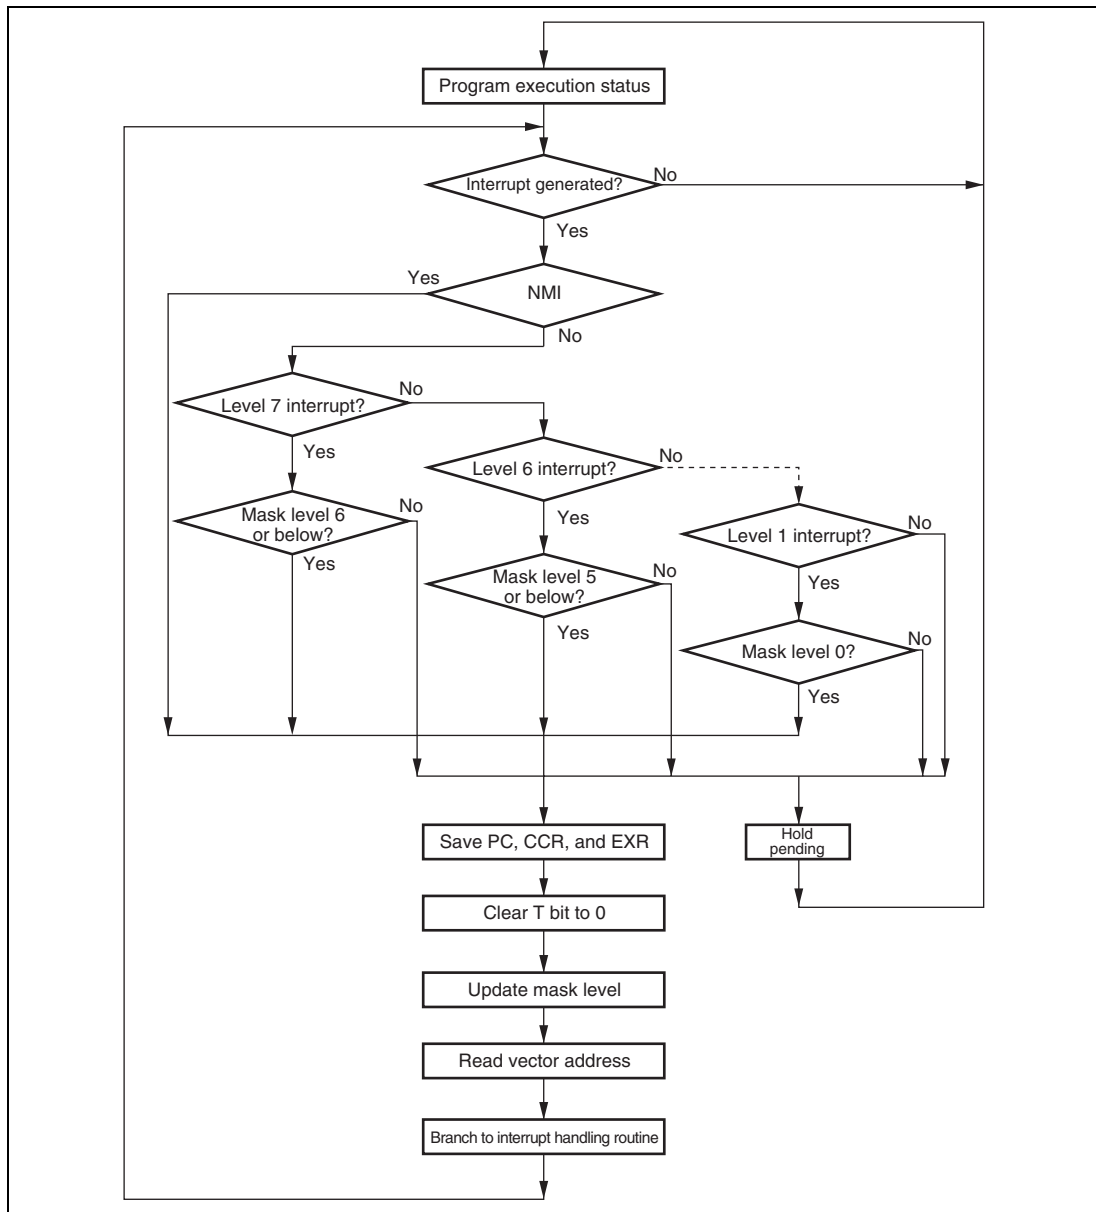 Program execution status
Interrupt generated?
No
Yes
Yes
NMI
No
Level 7 interrupt?
No
Yes
Level 6 interrupt?
No
Mask level 6
or below?
No
Yes
Yes
Level 1 interrupt?
No
Mask level 5
or below?
No
Yes
Yes
Mask level 0?
No
Yes
Save PC, CCR, and EXR
Hold
pending
Clear T bit to 0
Update mask level
Read vector address
Branch to interrupt handling routine